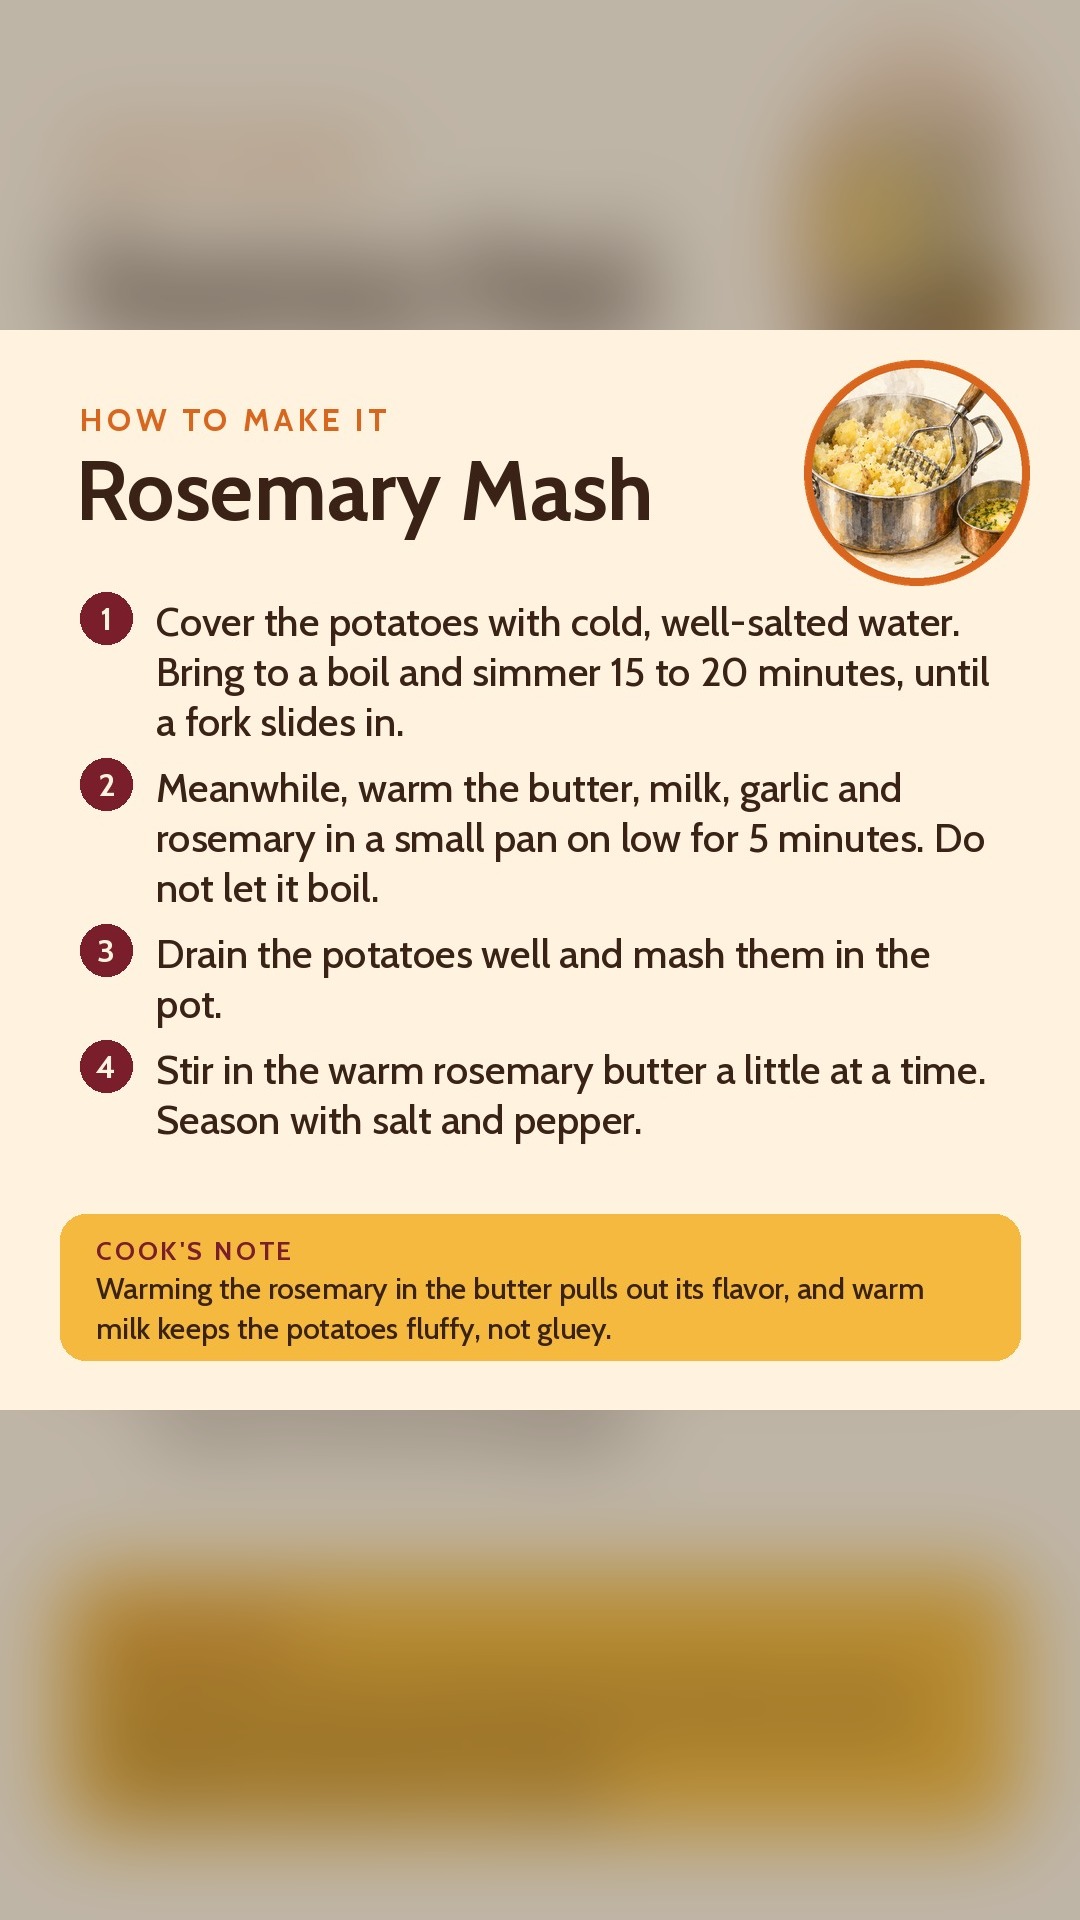 HOW TO MAKE IT
Rosemary Mash
1 Cover the potatoes with cold, well-salted water.
Bring to a boil and simmer 15 to 20 minutes, until
a fork slides in.
2 Meanwhile, warm the butter, milk, garlic and
rosemary in a small pan on low for 5 minutes. Do
not let it boil.
3 Drain the potatoes well and mash them in the
pot.
4 Stir in the warm rosemary butter a little at a time.
Season with salt and pepper.
COOK'S NOTE
Warming the rosemary in the butter pulls out its flavor, and warm
milk keeps the potatoes fluffy, not gluey.